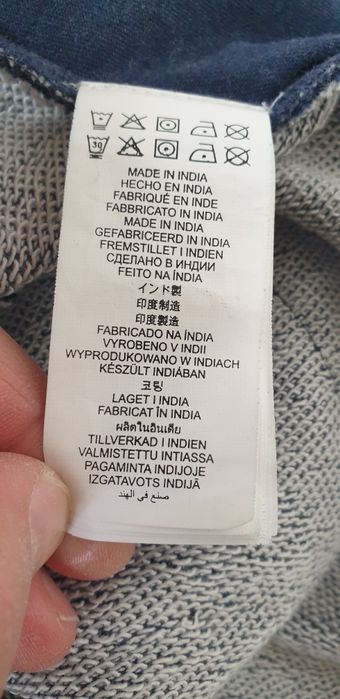 30
MADE IN INDIA
HECHO EN INDIA
FABRIQUÉ EN INDE
FABBRICATO IN INDIA
MADE IN INDIA
GEFABRICEERD IN INDIA
FREMSTILLET I INDIEN
СДЕЛАНО В ИНДИИ
FEITO NA ÍNDIA
インド製
印度制造
印度製造
FABRICADO NA ÍNDIA
VYROBENO V INDII
WYPRODUKOWANO W INDIACH
KÉSZÜLT INDIÁBAN
코팅
LAGET I INDIA
FABRICAT ÎN INDIA
ผลิตในอินเดีย
TILLVERKAD I INDIEN
VALMISTETTU INTIASSA
PAGAMINTA INDIJOJE
IZGATAVOTS INDIJĀ
صنع في الهند